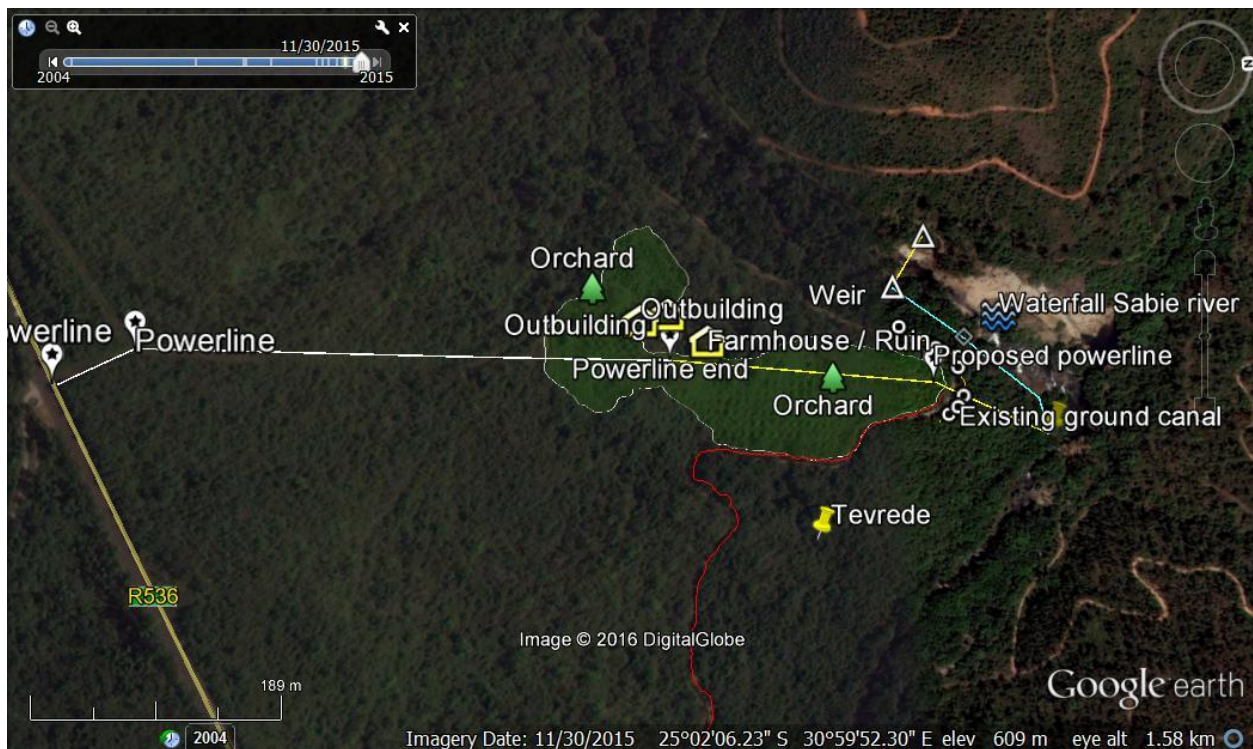 11/30/2015
2004
2015
N
Orchard
Outbuilding
Outbuilding
Weir
Waterfall Sabie river
owerline
Powerline
Farmhouse / Ruin
Proposed powerline
Powerline end
Orchard
Existing ground canal
Tevrede
R536
Image © 2016 DigitalGlobe
189 m
Google earth
2004
Imagery Date: 11/30/2015 25°02'06.23" S 30°59'52.30" E elev 609 m eye alt 1.58 km